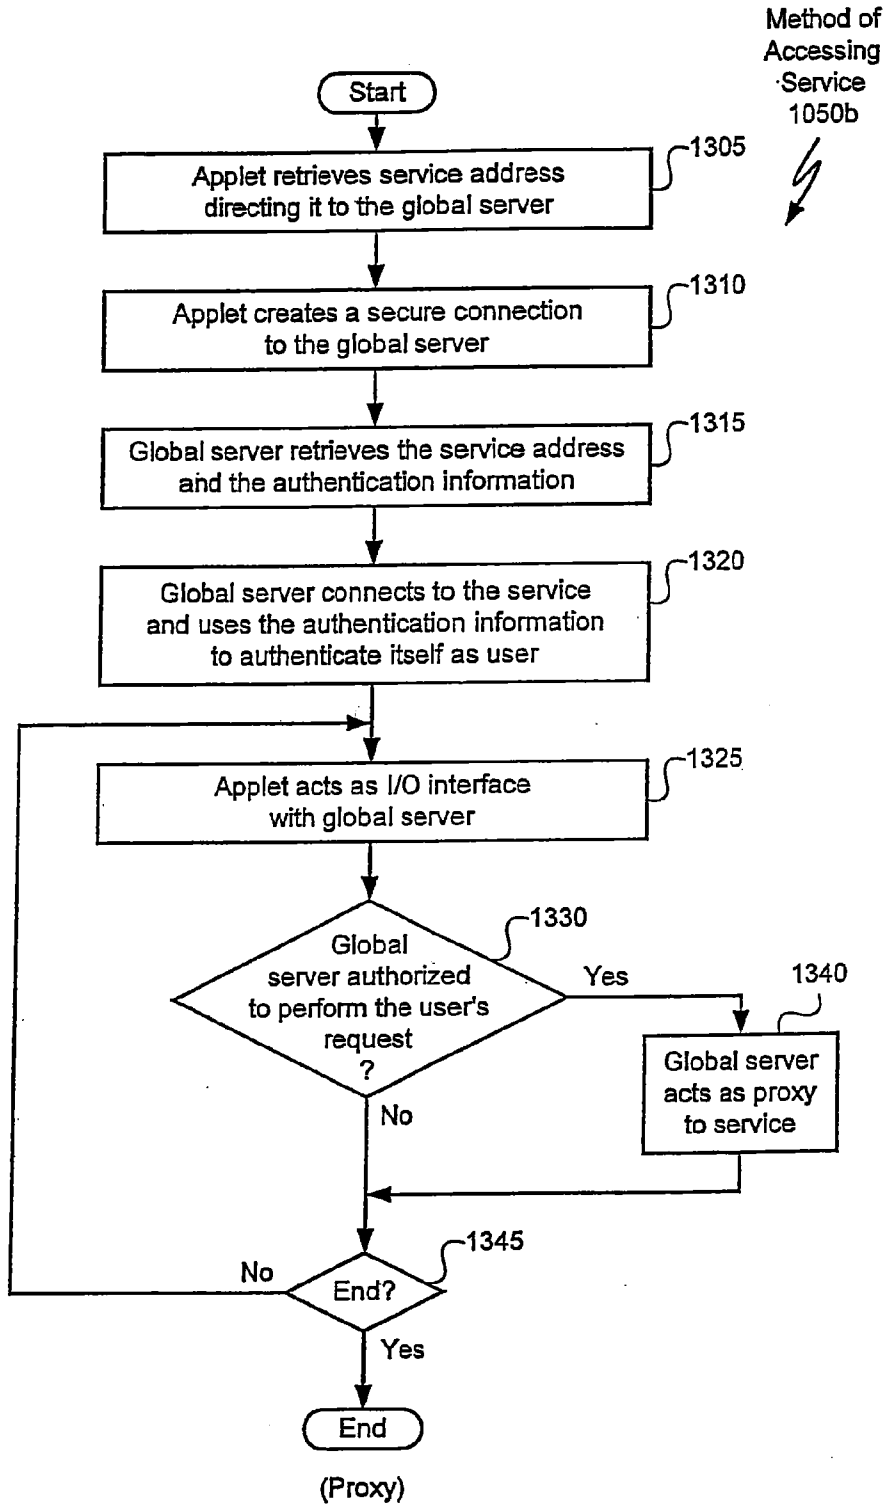 Method of
Accessing
Service
1050b
Start
1305
Applet retrieves service address
directing it to the global server
1310
Applet creates a secure connection
to the global server
1315
Global server retrieves the service address
and the authentication information
1320
Global server connects to the service
and uses the authentication information
to authenticate itself as user
1325
Applet acts as I/O interface
with global server
1330
Global
server authorized
to perform the user's
request
?
Yes
1340
Global server
acts as proxy
to service
No
1345
No
End?
Yes
End
(Proxy)